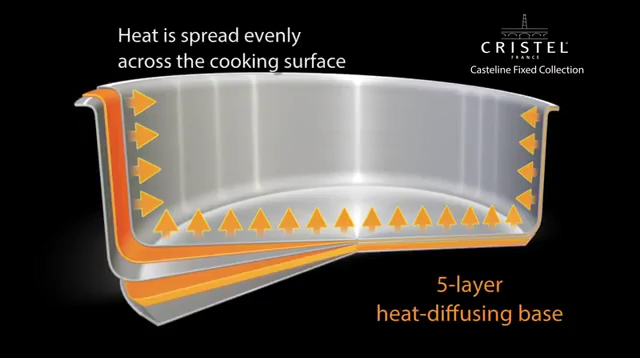 Heat is spread evenly
across the cooking surface
CRISTEL
FRANCE
Casteline Fixed Collection
5-layer
heat-diffusing base